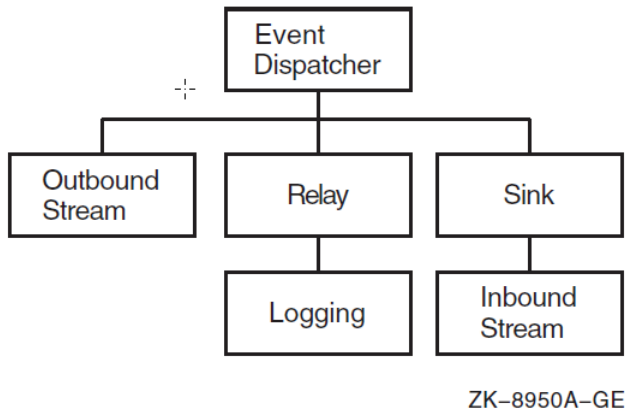 Event
Dispatcher
Outbound
Stream
Relay
Sink
Logging
Inbound
Stream
ZK–8950A–GE